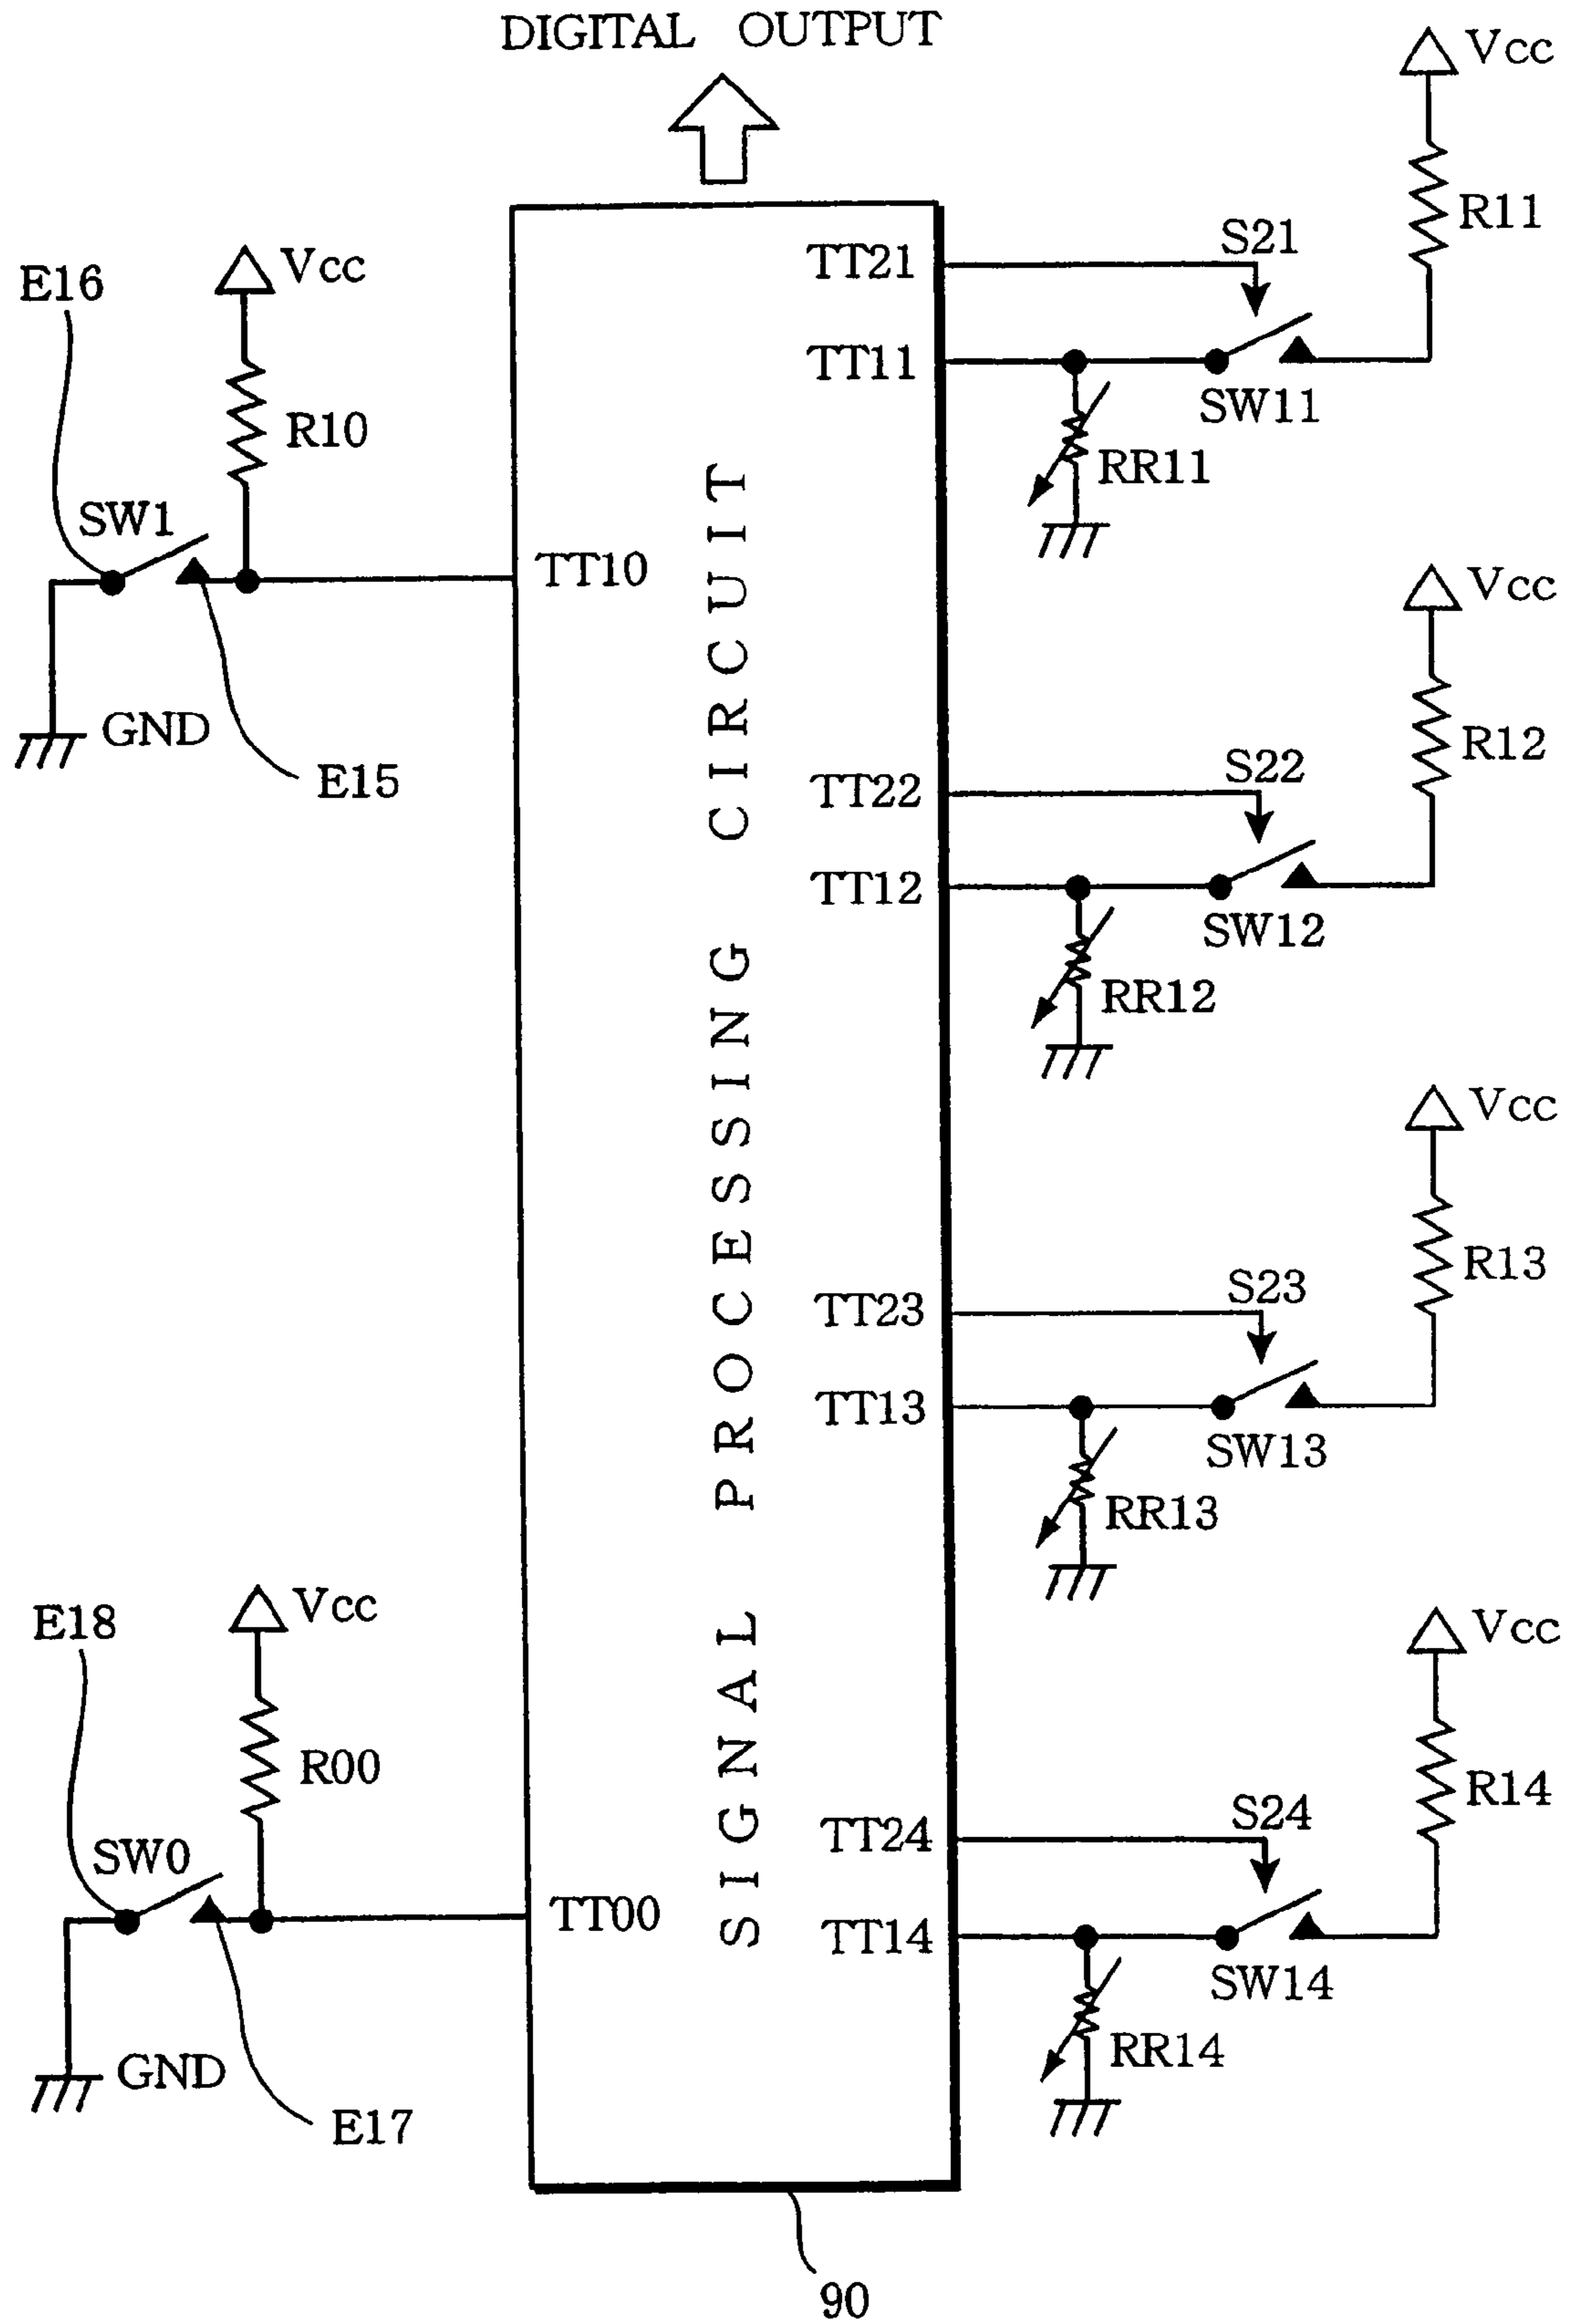 DIGITAL OUTPUT
Vcc
R11
S21
TT21
TT11
SW11
RR11
E16
Vcc
R10
SW1
TT10
GND
E15
Vcc
R12
S22
TT22
TT12
SW12
RR12
SIGNAL PROCESSING CIRCUIT
Vcc
R13
S23
TT23
TT13
SW13
RR13
E18
Vcc
R00
SW0
TT00
GND
E17
Vcc
R14
S24
TT24
TT14
SW14
RR14
90